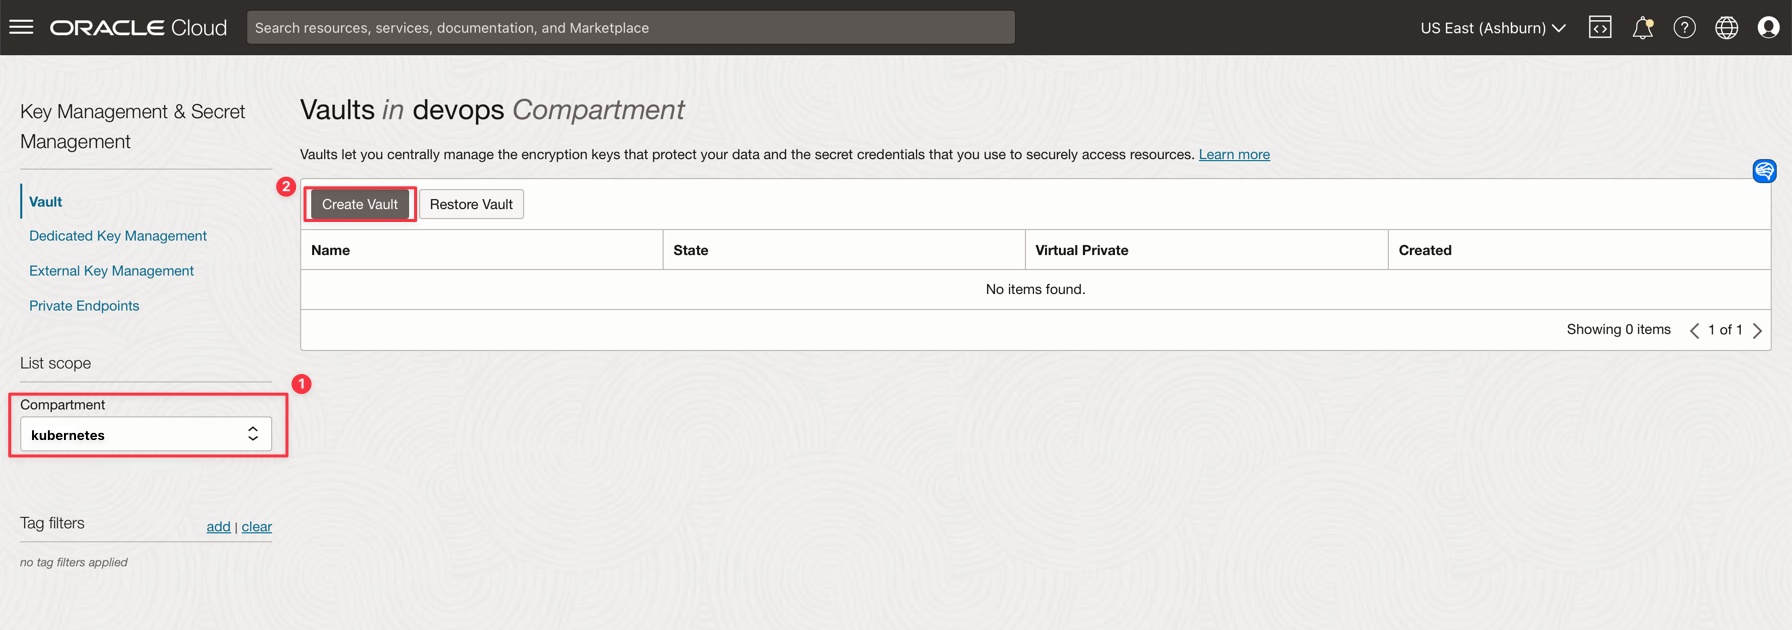 ORACLE Cloud
Search resources, services, documentation, and Marketplace
US East (Ashburn)
Key Management & Secret
Management
Vault
Dedicated Key Management
External Key Management
Private Endpoints
List scope
1
Compartment
kubernetes
Tag filters
add | clear
no tag filters applied
Vaults in devops Compartment
Vaults let you centrally manage the encryption keys that protect your data and the secret credentials that you use to securely access resources. Learn more
2
Create Vault
Restore Vault
Name State Virtual Private Created
No items found.
Showing 0 items 1 of 1